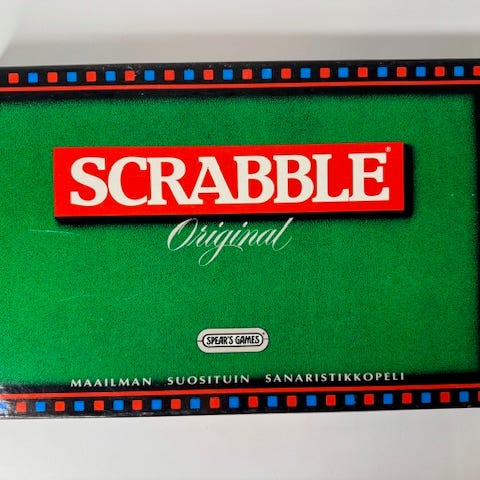 SCRABBLE®
Original
SPEAR'S GAMES
MAAILMAN SUOSITUIN SANARISTIKKOPELI